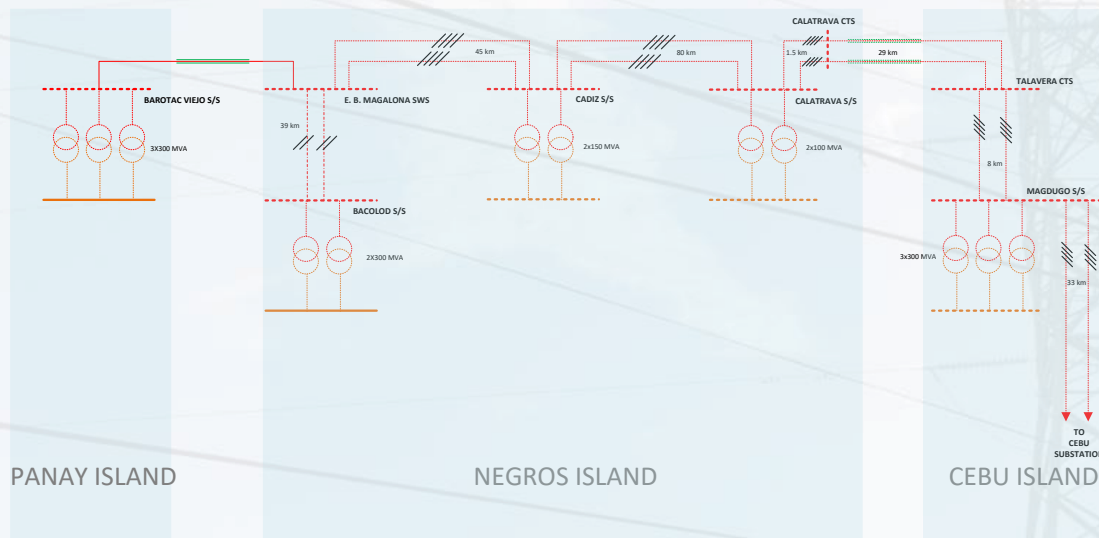 CALATRAVA CTS
45 km
80 km
1.5 km
29 km
TALAVERA CTS
BAROTAC VIEJO S/S
E. B. MAGALONA SWS
CADIZ S/S
CALATRAVA S/S
39 km
3X300 MVA
2x150 MVA
2x100 MVA
8 km
MAGDUGO S/S
BACOLOD S/S
2X300 MVA
3x300 MVA
33 km
TO
CEBU
SUBSTATION
PANAY ISLAND
NEGROS ISLAND
CEBU ISLAND